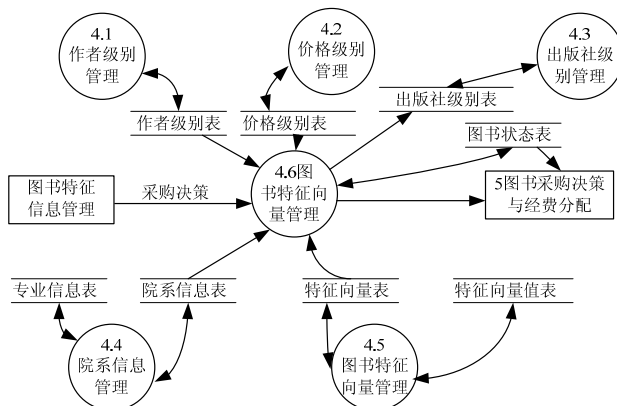 4.1
作者级别
管理
4.2
价格级别
管理
4.3
出版社级
别管理
作者级别表
价格级别表
出版社级别表
图书状态表
图书特征
信息管理
采购决策
4.6图
书特征向
量管理
5图书采购决策
与经费分配
专业信息表
院系信息表
特征向量表
特征向量值表
4.4
院系信息
管理
4.5
图书特征
向量管理